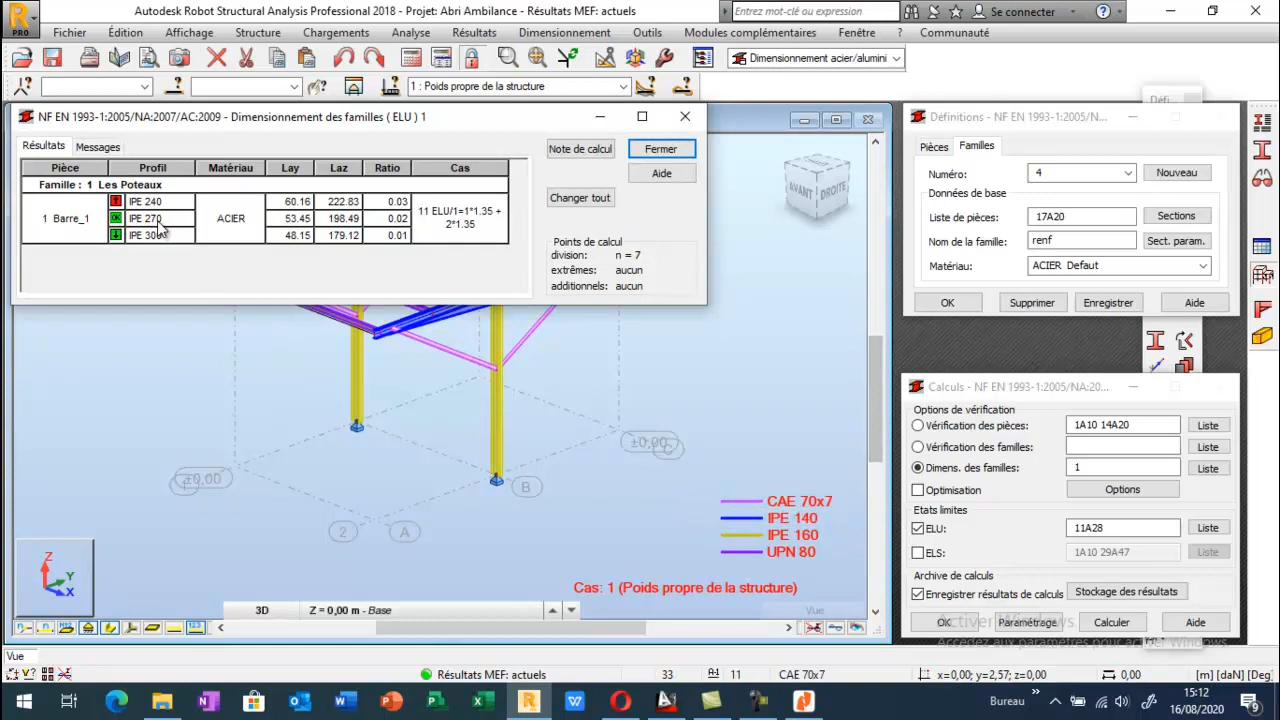 Autodesk Robot Structural Analysis Professional 2018 - Projet: Abri Ambiance - Résultats MEF: actuels
Entrez mot-clé ou expression
Se connecter
PRO
Fichier Édition Affichage Structure Chargements Analyse Résultats Dimensionnement Outils Modules complémentaires Fenêtre Communauté
Dimensionnement acier/alumini
1 : Poids propre de la structure
NF EN 1993-1:2005/NA:2007/AC:2009 - Dimensionnement des familles ( ELU ) 1
Résultats Messages
Pièce Profil Matériau Lay Laz Ratio Cas
Famille : 1 Les Poteaux
IPE 240 60.16 222.83 0.03
1 Barre_1 OK IPE 270 ACIER 53.45 198.49 0.02 11 ELU/1=1*1.35 + 2*1.35
IPE 300 48.15 179.12 0.01
Note de calcul Fermer
Aide
Changer tout
Points de calcul
division: n = 7
extrêmes: aucun
additionnels: aucun
AVANT DROITE
±0,00
±0,00 C
B
2 A
CAE 70x7
IPE 140
IPE 160
UPN 80
Cas: 1 (Poids propre de la structure)
Z
Y
X
3D Z = 0,00 m - Base
Vue
Défi...
Définitions - NF EN 1993-1:2005/N...
Pièces Familles
Numéro: 4 Nouveau
Données de base
Liste de pièces: 17A20 Sections
Nom de la famille: renf Sect. param.
Matériau: ACIER Defaut
OK Supprimer Enregistrer Aide
Calculs - NF EN 1993-1:2005/NA:20...
Options de vérification
Vérification des pièces: 1A10 14A20 Liste
Vérification des familles: Liste
Dimens. des familles: 1 Liste
Optimisation Options
Etats limites
ELU: 11A28 Liste
ELS: 1A10 29A47 Liste
Archive de calculs
Enregistrer résultats de calculs Stockage des résultats
OK Paramétrage Calculer Aide
Activer Windows
Accédez aux paramètres pour activer Windows.
Vue
Résultats MEF: actuels 33 11 CAE 70x7 x=0,00; y=2,57; z=0,00 0,00 [m] [daN] [Deg]
Bureau
15:12
16/08/2020
9